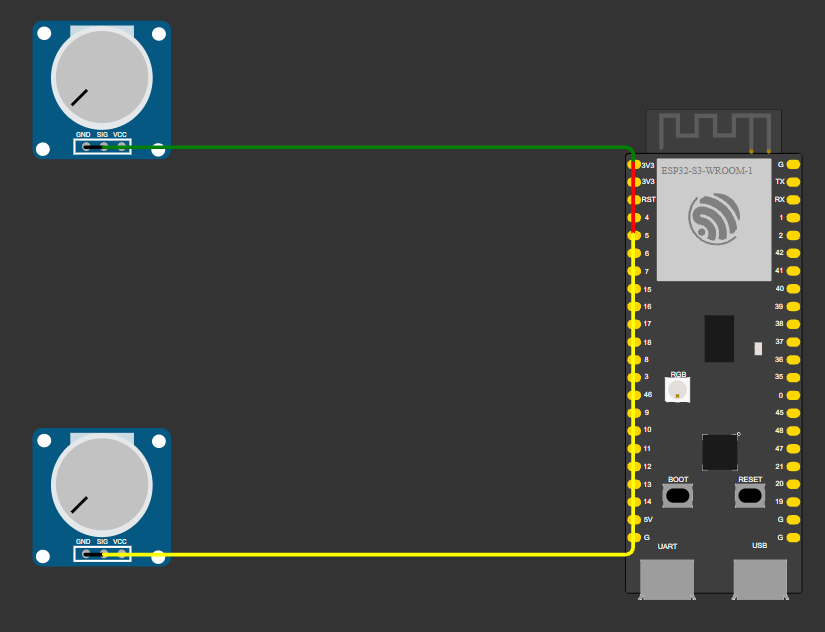 GND SIG VCC
ESP32-S3-WROOM-1
3V3 G
3V3 TX
RST RX
4 1
5 2
6 42
7 41
15 40
16 39
17 38
18 37
8 36
3 35
RGB
46 0
9 45
10 48
11 47
12 21
BOOT RESET
13 20
14 19
5V G
G G
GND SIG VCC
UART USB